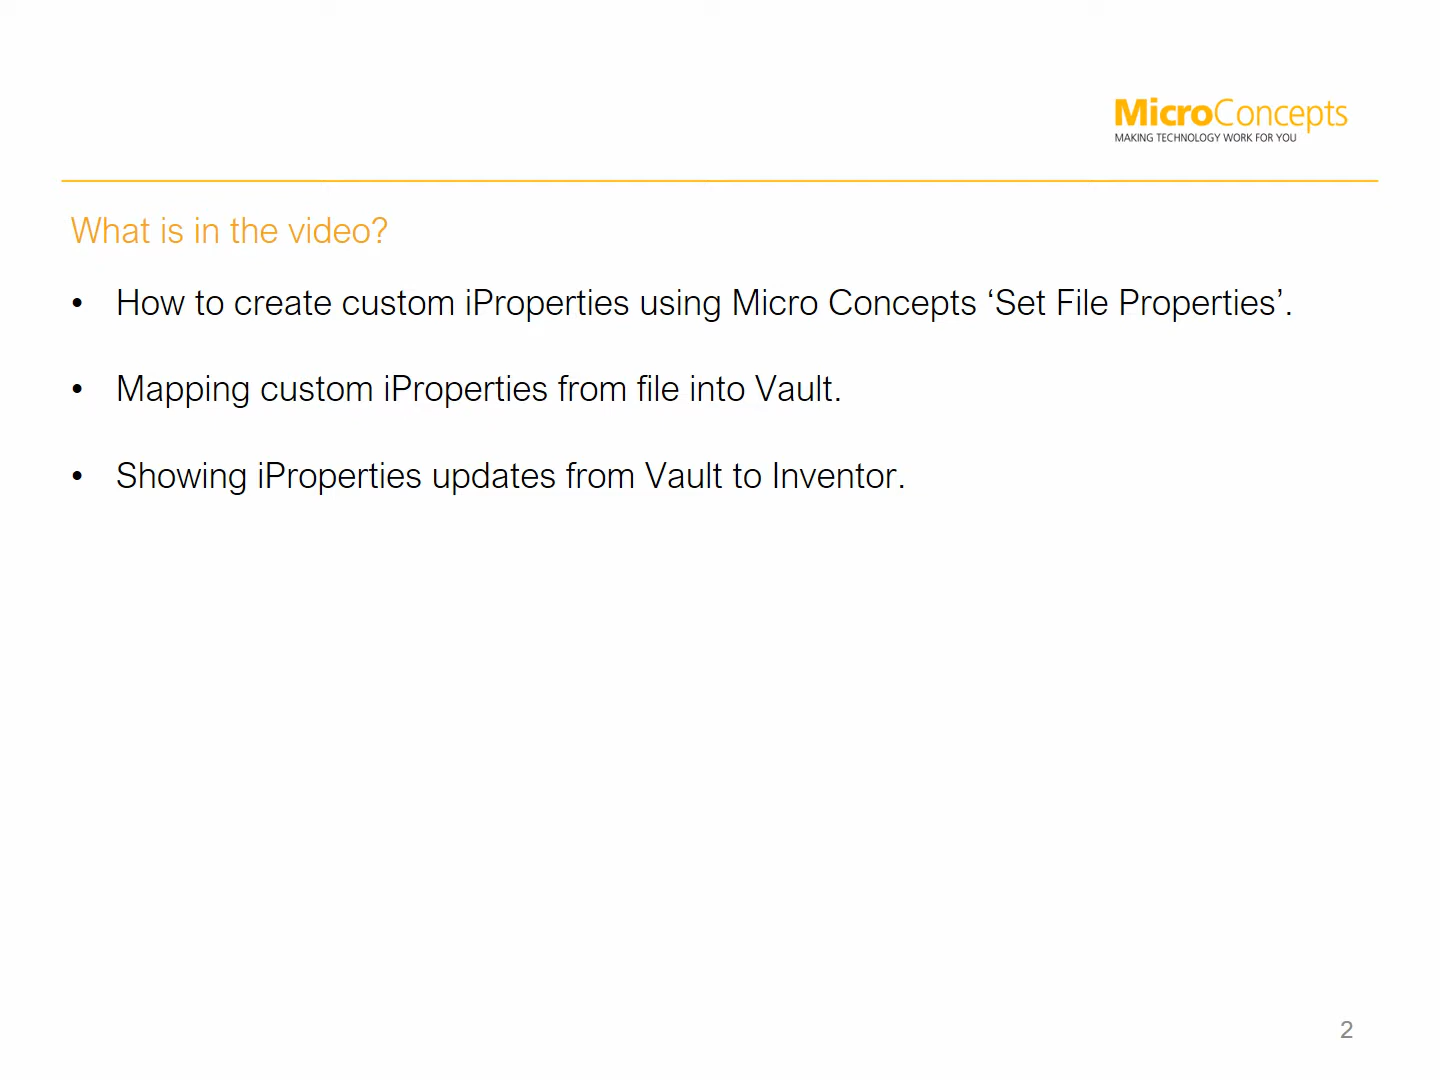 MicroConcepts
MAKING TECHNOLOGY WORK FOR YOU
What is in the video?
• How to create custom iProperties using Micro Concepts ‘Set File Properties’.
• Mapping custom iProperties from file into Vault.
• Showing iProperties updates from Vault to Inventor.
2